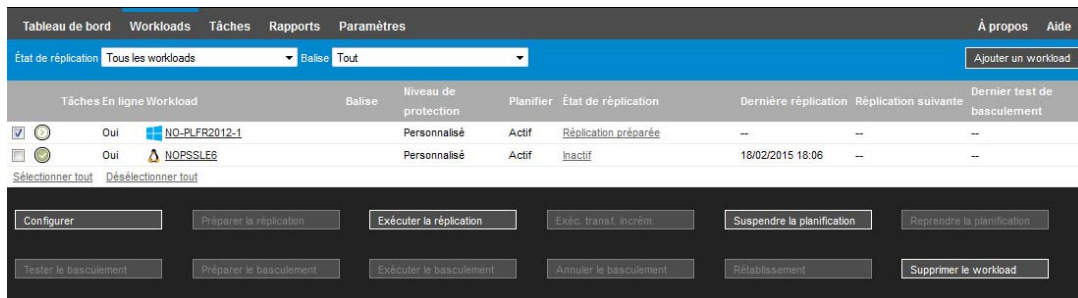 Tableau de bord Workloads Tâches Rapports Paramètres À propos Aide
État de réplication Tous les workloads Balise Tout Ajouter un workload
Tâches En ligne Workload Balise Niveau de protection Planifier État de réplication Dernière réplication Réplication suivante Dernier test de basculement
Oui NO-PLFR2012-1 Personnalisé Actif Réplication préparée -- -- --
Oui NOPSSLE6 Personnalisé Actif Inactif 18/02/2015 18:06 -- --
Sélectionner tout Désélectionner tout
Configurer Préparer la réplication Exécuter la réplication Exéc. transf. incrém. Suspendre la planification Reprendre la planification
Tester le basculement Préparer le basculement Exécuter le basculement Annuler le basculement Rétablissement Supprimer le workload